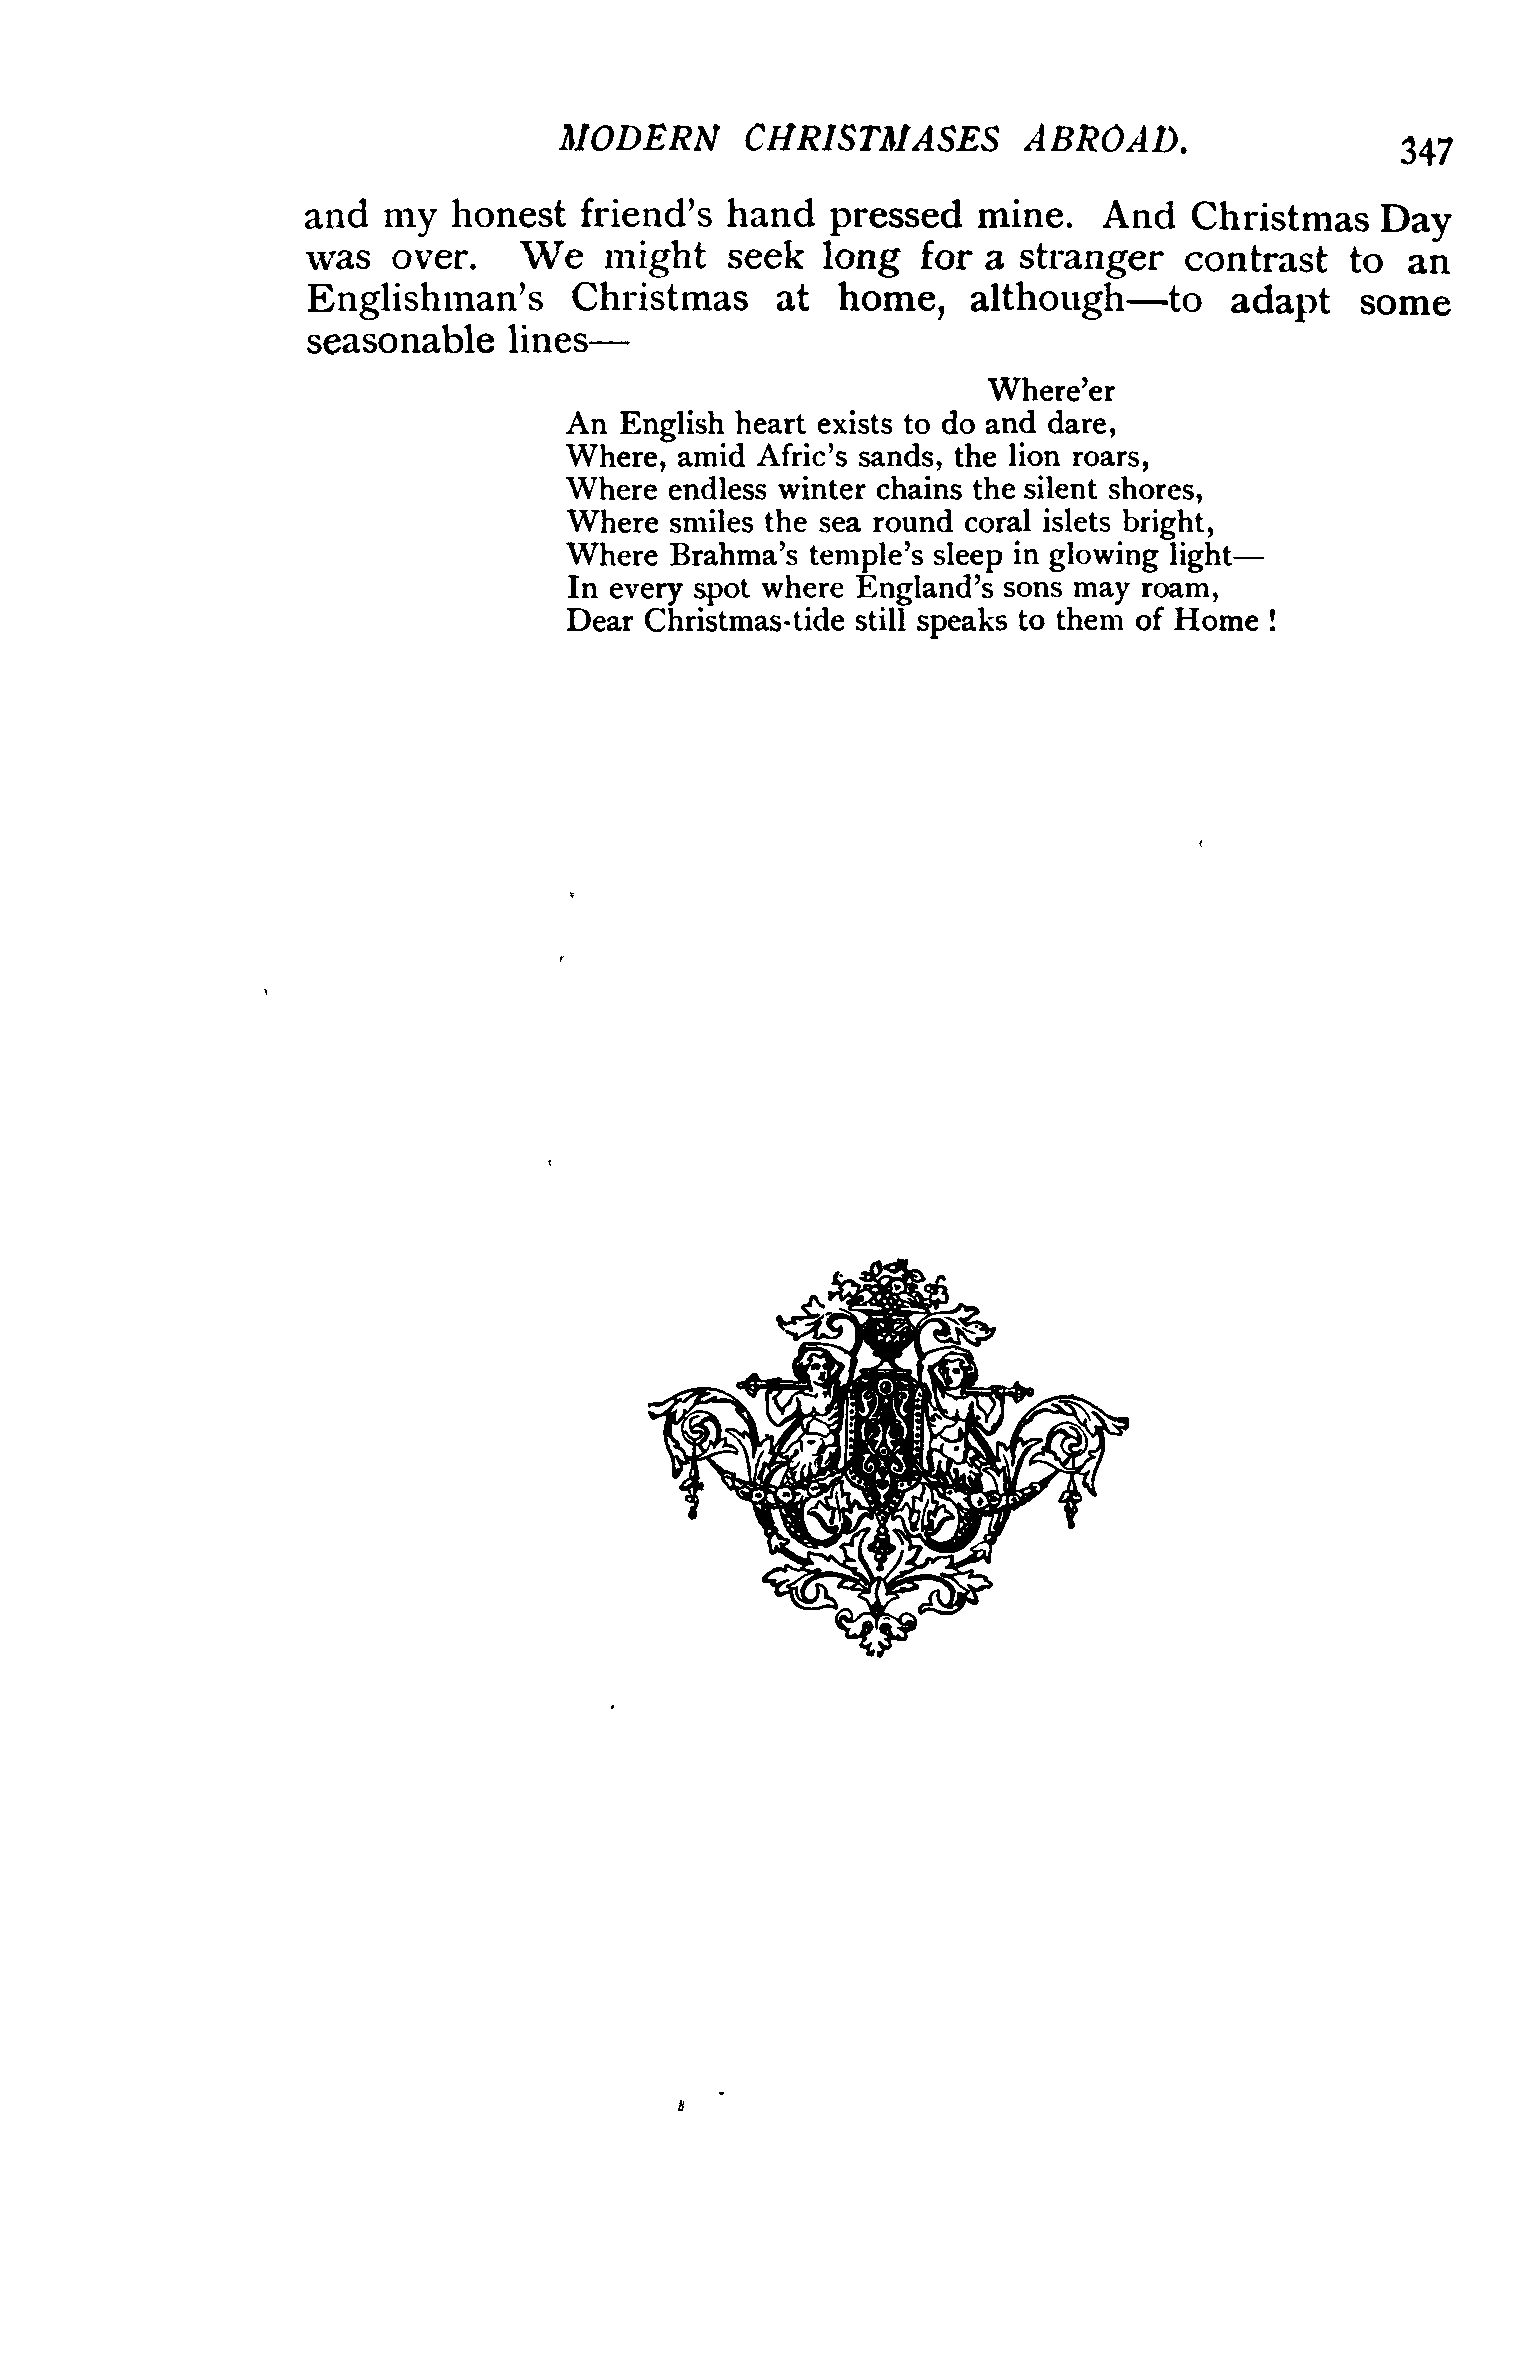 MODERN CHRISTMASES ABROAD. 347
and my honest friend's hand pressed mine. And Christmas Day
was over. We might seek long for a stranger contrast to an
Englishman's Christmas at home, although—to adapt some
seasonable lines—
Where'er
An English heart exists to do and dare,
Where, amid Afric's sands, the lion roars,
Where endless winter chains the silent shores,
Where smiles the sea round coral islets bright,
Where Brahma's temple's sleep in glowing light—
In every spot where England's sons may roam,
Dear Christmas-tide still speaks to them of Home !